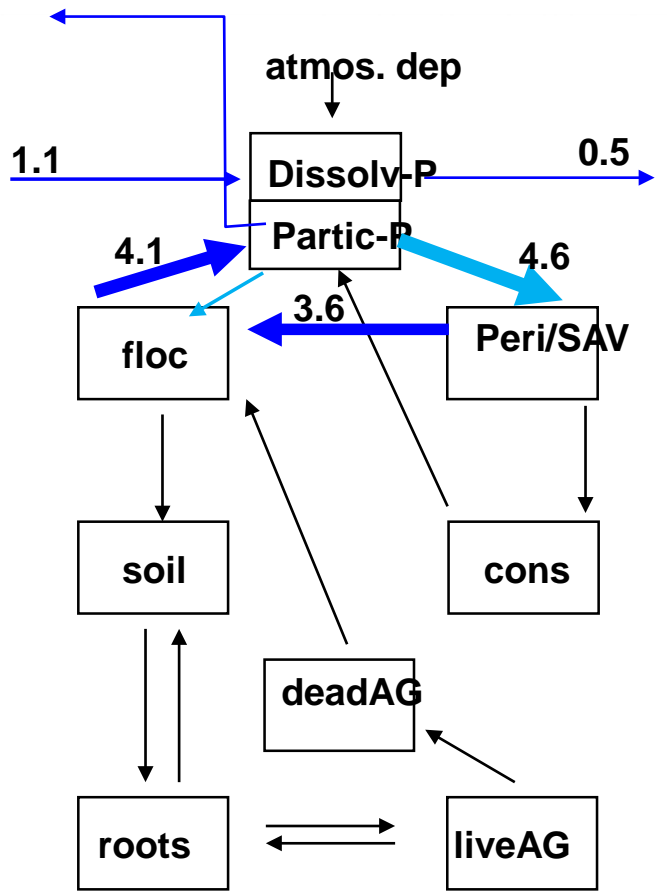 atmos. dep
1.1
Dissolv-P
0.5
Partic-P
4.1
4.6
3.6
floc
Peri/SAV
soil
cons
deadAG
roots
liveAG